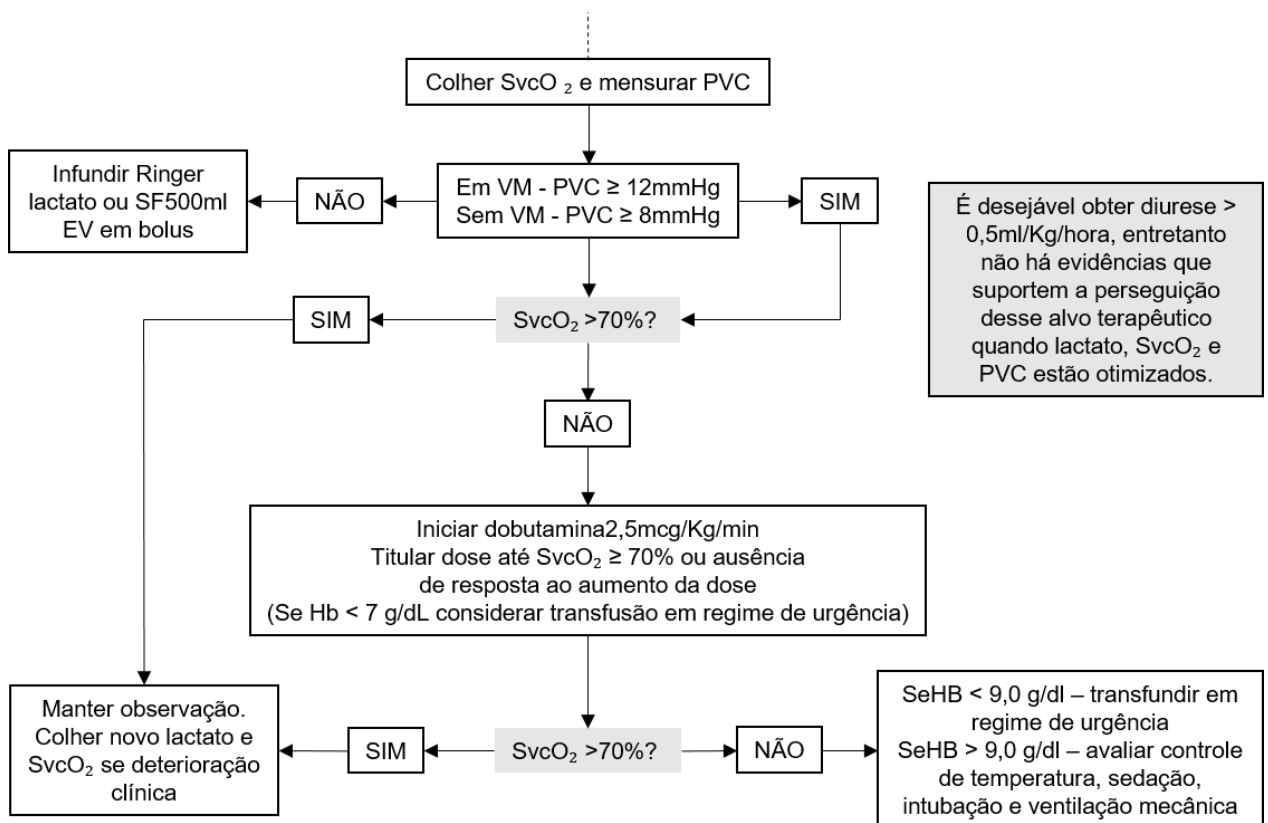 Colher SvcO ₂ e mensurar PVC
Infundir Ringer
lactato ou SF500ml
EV em bolus
NÃO
Em VM - PVC ≥ 12mmHg
Sem VM - PVC ≥ 8mmHg
SIM
É desejável obter diurese >
0,5ml/Kg/hora, entretanto
não há evidências que
suportem a perseguição
desse alvo terapêutico
quando lactato, SvcO₂ e
PVC estão otimizados.
SIM
SvcO₂ >70%?
NÃO
Iniciar dobutamina2,5mcg/Kg/min
Titular dose até SvcO₂ ≥ 70% ou ausência
de resposta ao aumento da dose
(Se Hb < 7 g/dL considerar transfusão em regime de urgência)
Manter observação.
Colher novo lactato e
SvcO₂ se deterioração
clínica
SIM
SvcO₂ >70%?
NÃO
SeHB < 9,0 g/dl – transfundir em
regime de urgência
SeHB > 9,0 g/dl – avaliar controle
de temperatura, sedação,
intubação e ventilação mecânica